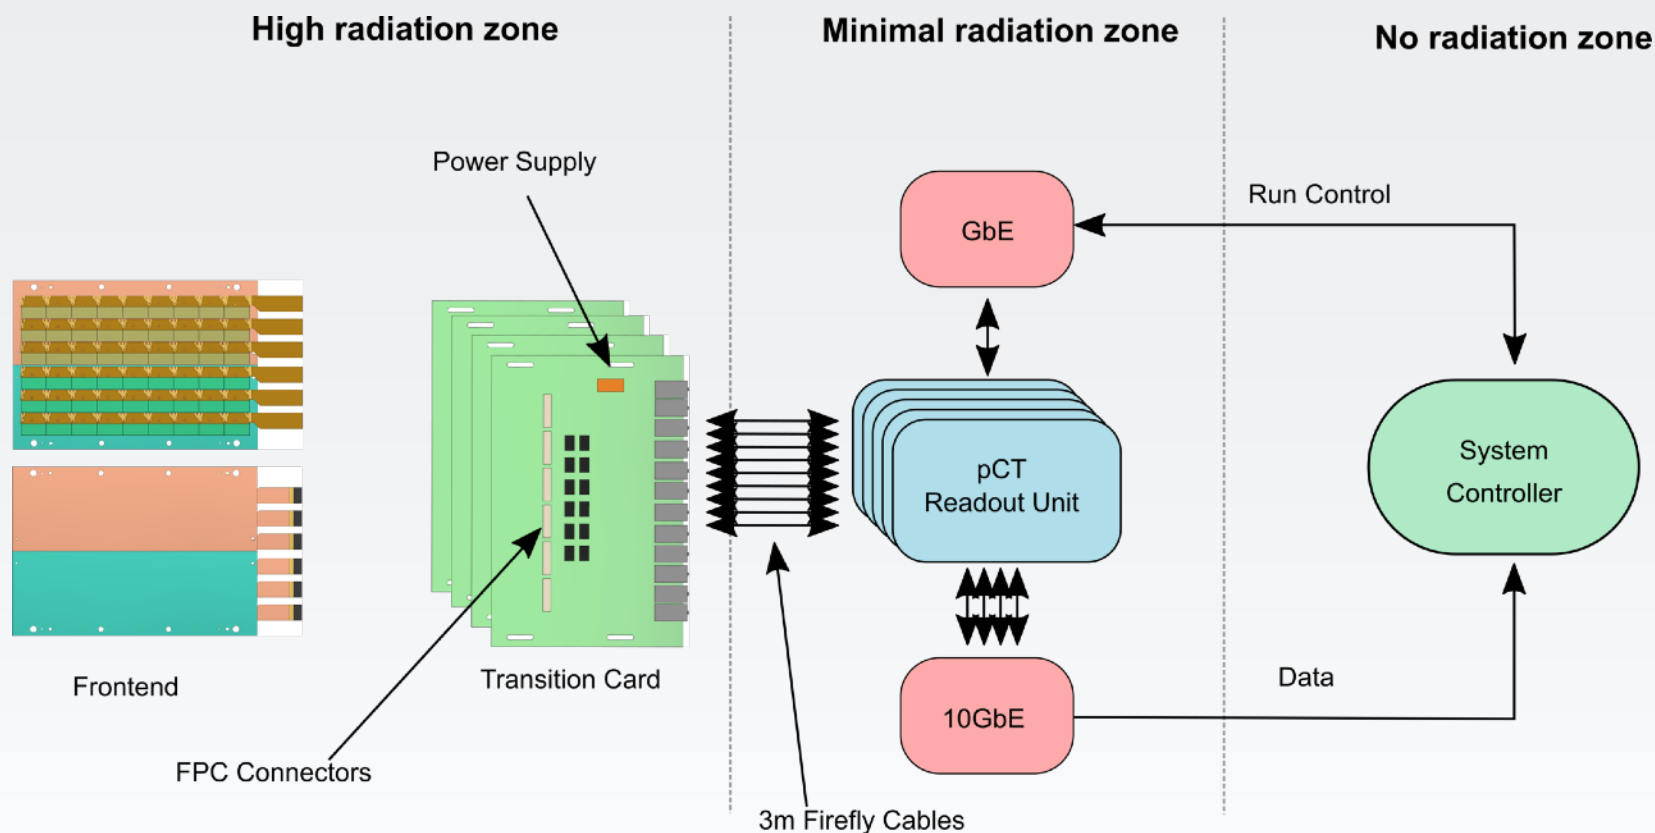 High radiation zone
Minimal radiation zone
No radiation zone
Power Supply
GbE
Run Control
pCT
Readout Unit
System
Controller
Frontend
Transition Card
10GbE
Data
FPC Connectors
3m Firefly Cables